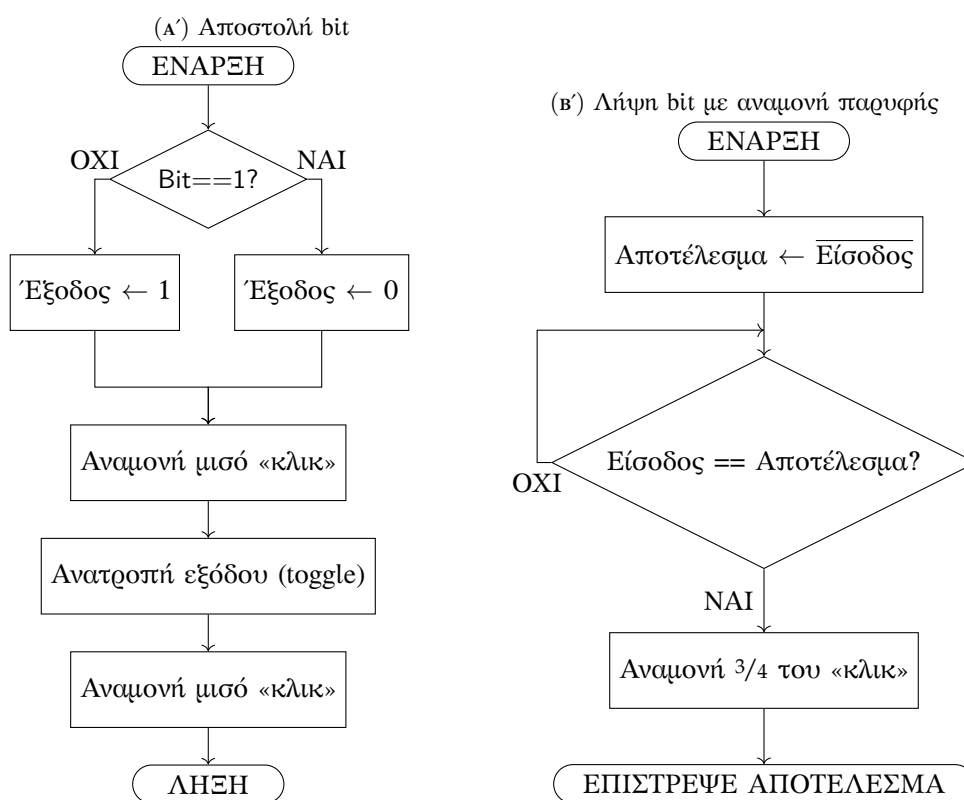 (Αʹ) Αποστολή bit
ΕΝΑΡΞΗ
ΟΧΙ
ΝΑΙ
Bit==1?
Έξοδος ← 1
Έξοδος ← 0
Αναμονή μισό «κλικ»
Ανατροπή εξόδου (toggle)
Αναμονή μισό «κλικ»
ΛΗΞΗ
(Βʹ) Λήψη bit με αναμονή παρυφής
ΕΝΑΡΞΗ
Αποτέλεσμα ← Είσοδος
Είσοδος == Αποτέλεσμα?
ΟΧΙ
ΝΑΙ
Αναμονή 3/4 του «κλικ»
ΕΠΙΣΤΡΕΨΕ ΑΠΟΤΕΛΕΣΜΑ